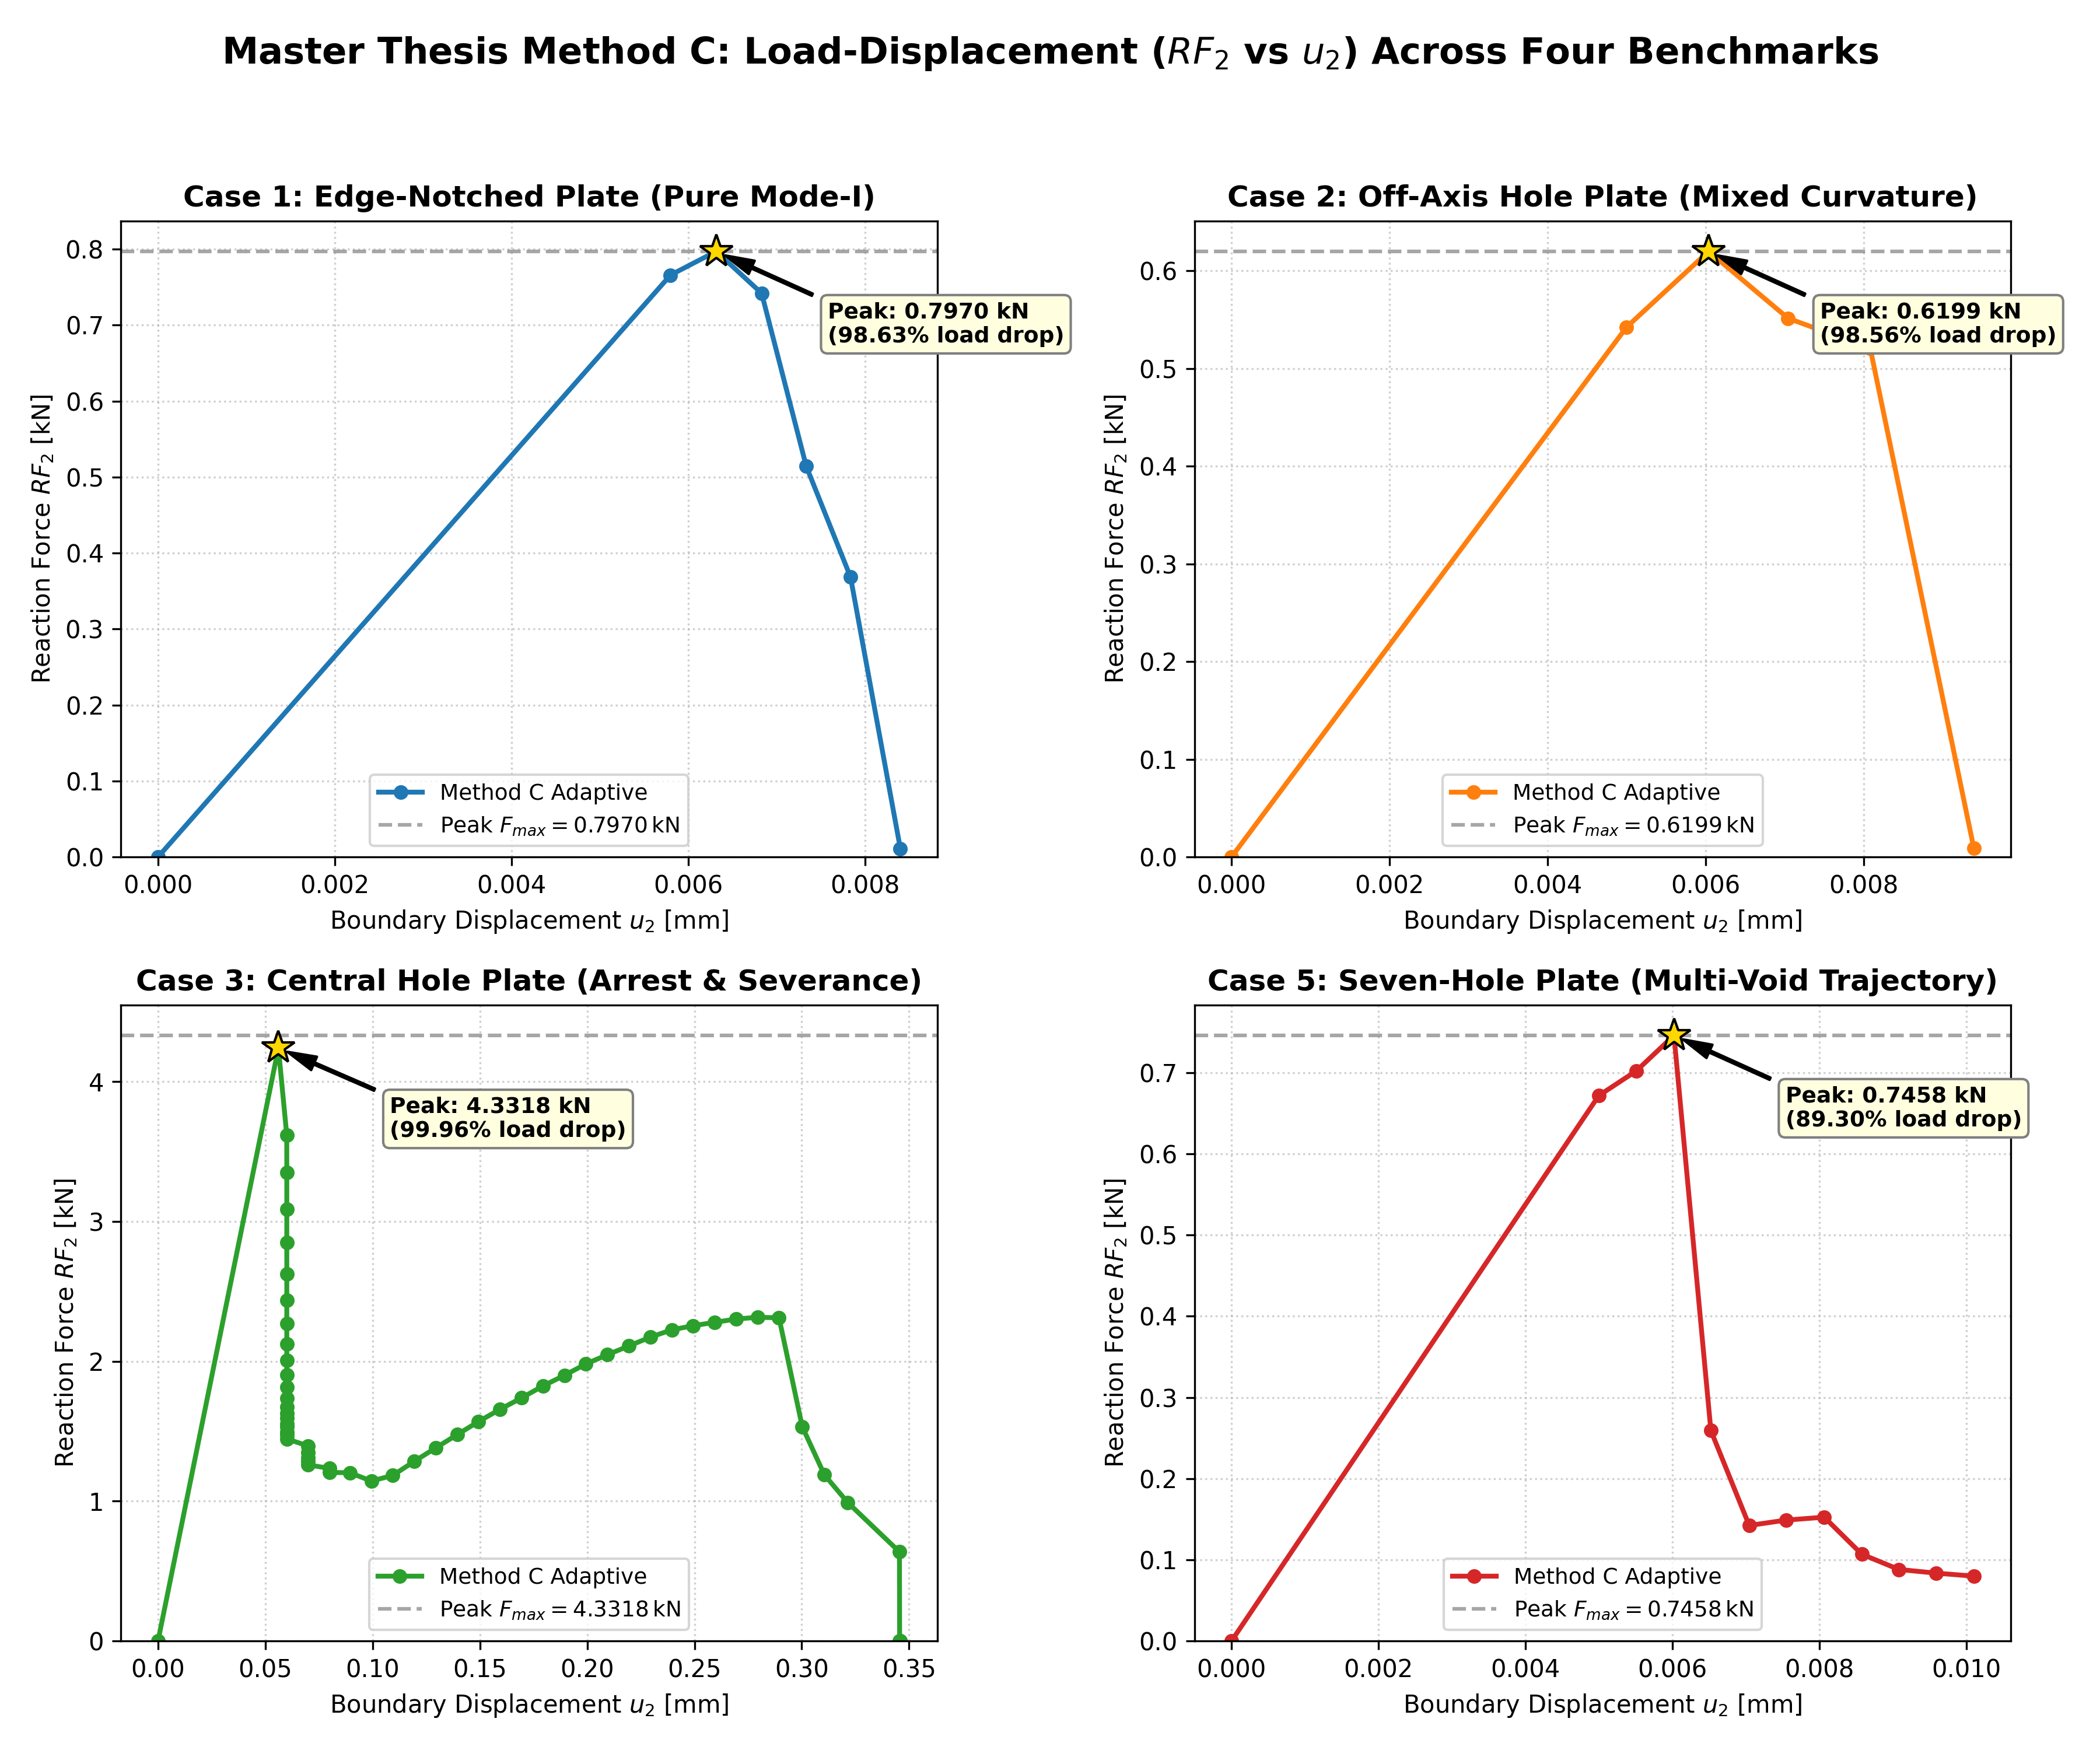 Master Thesis Method C: Load-Displacement (RF₂ vs u₂) Across Four Benchmarks
Case 1: Edge-Notched Plate (Pure Mode-I)
Reaction Force RF₂ [kN]
0.8
0.7
0.6
0.5
0.4
0.3
0.2
0.1
0.0
Peak: 0.7970 kN
(98.63% load drop)
Method C Adaptive
Peak Fₘₐₓ = 0.7970 kN
0.000 0.002 0.004 0.006 0.008
Boundary Displacement u₂ [mm]
Case 2: Off-Axis Hole Plate (Mixed Curvature)
Reaction Force RF₂ [kN]
0.6
0.5
0.4
0.3
0.2
0.1
0.0
Peak: 0.6199 kN
(98.56% load drop)
Method C Adaptive
Peak Fₘₐₓ = 0.6199 kN
0.000 0.002 0.004 0.006 0.008
Boundary Displacement u₂ [mm]
Case 3: Central Hole Plate (Arrest & Severance)
Reaction Force RF₂ [kN]
4
3
2
1
0
Peak: 4.3318 kN
(99.96% load drop)
Method C Adaptive
Peak Fₘₐₓ = 4.3318 kN
0.00 0.05 0.10 0.15 0.20 0.25 0.30 0.35
Boundary Displacement u₂ [mm]
Case 5: Seven-Hole Plate (Multi-Void Trajectory)
Reaction Force RF₂ [kN]
0.7
0.6
0.5
0.4
0.3
0.2
0.1
0.0
Peak: 0.7458 kN
(89.30% load drop)
Method C Adaptive
Peak Fₘₐₓ = 0.7458 kN
0.000 0.002 0.004 0.006 0.008 0.010
Boundary Displacement u₂ [mm]